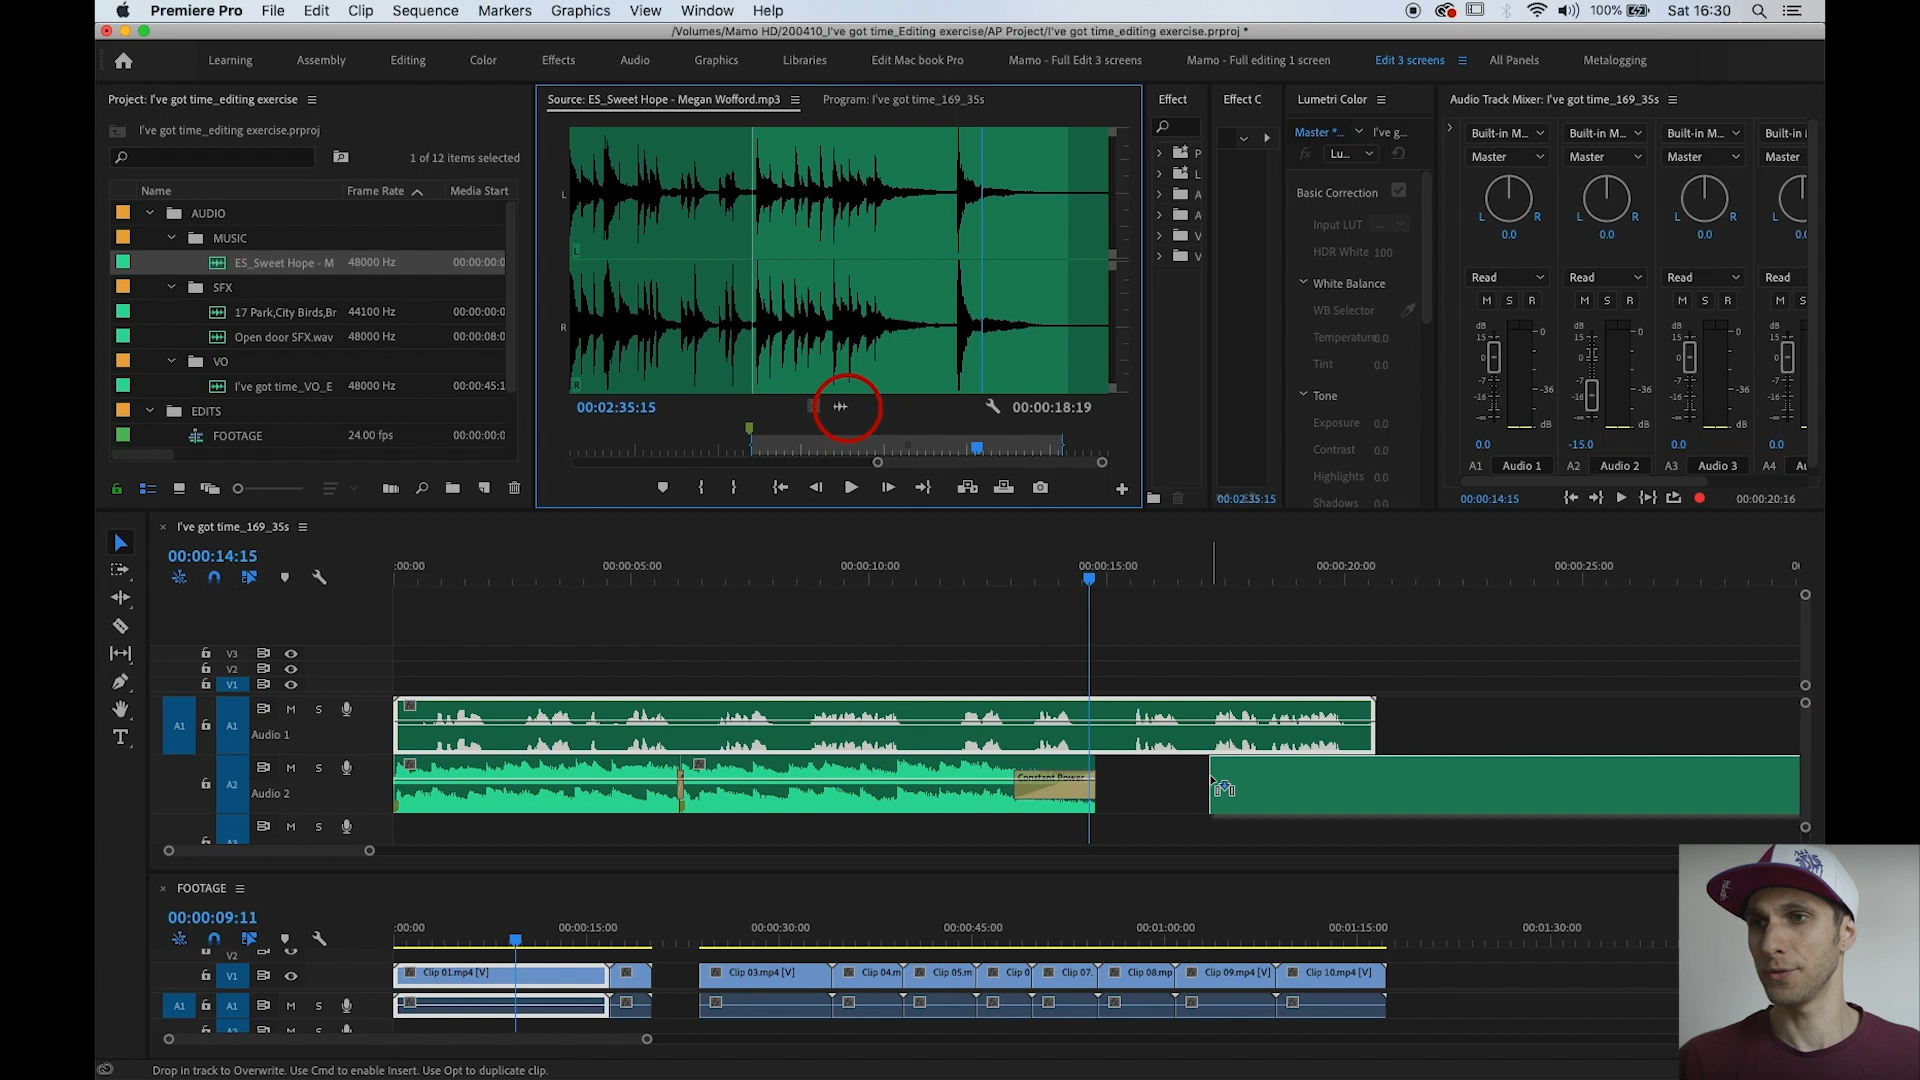 Premiere Pro File Edit Clip Sequence Markers Graphics View Window Help 100% Sat 16:30
/Volumes/Mamo HD/200410_I've got time_Editing exercise/AP Project/I've got time_editing exercise.prproj *
Learning Assembly Editing Color Effects Audio Graphics Libraries Edit Mac book Pro Mamo - Full Edit 3 screens Mamo - Full editing 1 screen Edit 3 screens All Panels Metalogging
Project: I've got time_editing exercise
I've got time_editing exercise.prproj
1 of 12 items selected
Name Frame Rate Media Start
AUDIO
MUSIC
ES_Sweet Hope - M 48000 Hz 00:00:00:0
SFX
17 Park,City Birds,Br 44100 Hz 00:00:00:0
Open door SFX.wav 48000 Hz 00:00:08:0
VO
I've got time_VO_E 48000 Hz 00:00:45:1
EDITS
FOOTAGE 24.00 fps 00:00:00:0
Source: ES_Sweet Hope - Megan Wofford.mp3 Program: I've got time_169_35s
L
L
R
R
00:02:35:15 00:00:18:19
Effect Effect C
P
L
A
A
V
V
00:02:35:15
Lumetri Color
Master *... I've g...
fx Lu...
Basic Correction
Input LUT ...
HDR White 100
White Balance
WB Selector
Temperature 0.0
Tint 0.0
Tone
Exposure 0.0
Contrast 0.0
Highlights 0.0
Shadows 0.0
Audio Track Mixer: I've got time_169_35s
Built-in M... Built-in M... Built-in M... Built-in
Master Master Master Master
L R L R L R L
0.0 0.0 0.0 0.0
Read Read Read Read
M S R M S R M S R M S
dB dB dB dB
15 15 15 15
0 0 0 0
-7 -7 -7 -7
-16 -16 -16 -16
-∞ -∞ -∞ -∞
0 0 0
-36 -36 -36
dB dB dB
0.0 -15.0 0.0 0.0
A1 Audio 1 A2 Audio 2 A3 Audio 3 A4 Au
00:00:14:15 00:00:20:16
I've got time_169_35s
00:00:14:15
:00:00 00:00:05:00 00:00:10:00 00:00:15:00 00:00:20:00 00:00:25:00
V3
V2
V1
A1 A1 M S
Audio 1
A2 M S
Audio 2
Constant Power
M S
A3
FOOTAGE
00:00:09:11
:00:00 00:00:15:00 00:00:30:00 00:00:45:00 00:01:00:00 00:01:15:00 00:01:30:00
V2
V1
Clip 01.mp4 [V] Clip 03.mp4 [V] Clip 04.m Clip 05.m Clip 0 Clip 07. Clip 08.mp Clip 09.mp4 [V] Clip 10.mp4 [V]
A1 A1 M S
A2 M S
Drop in track to Overwrite. Use Cmd to enable Insert. Use Opt to duplicate clip.